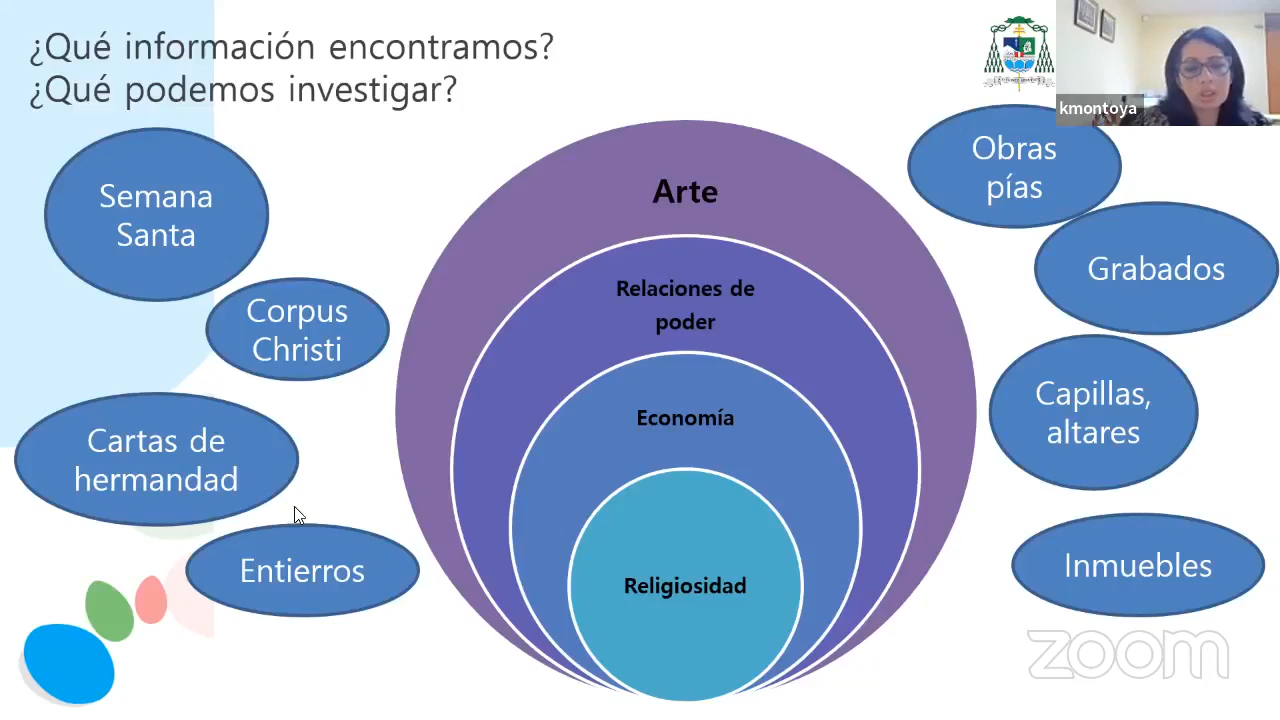 ¿Qué información encontramos?
¿Qué podemos investigar?
kmontoya
Semana
Santa
Corpus
Christi
Cartas de
hermandad
Entierros
Arte
Relaciones de
poder
Economía
Religiosidad
Obras
pías
Grabados
Capillas,
altares
Inmuebles
zoom